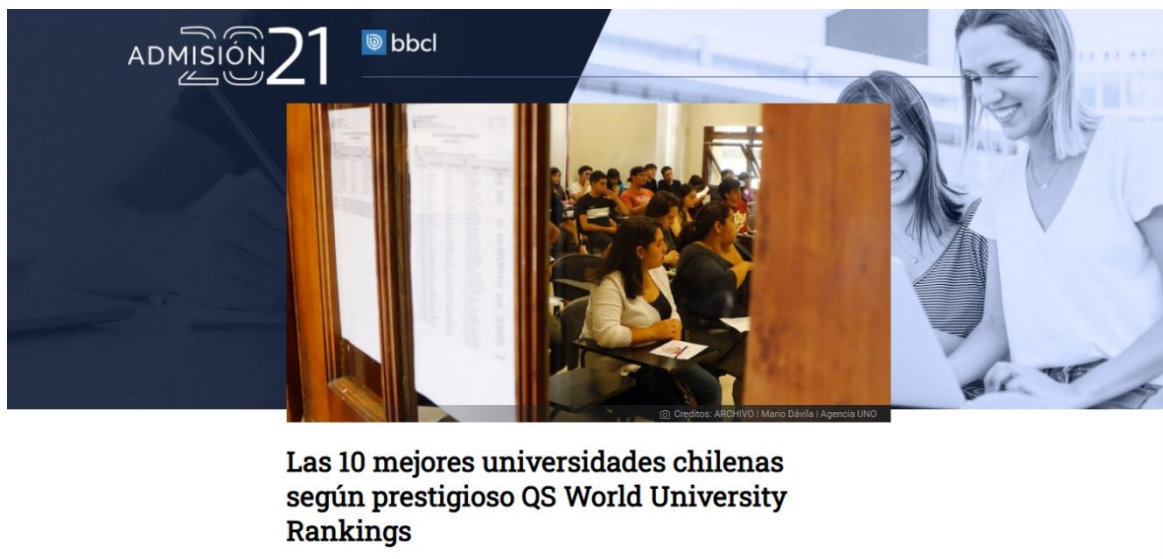 ADMISIÓN 2021
bbcl
Creditos: ARCHIVO | Mario Dávila | Agencia UNO
Las 10 mejores universidades chilenas
según prestigioso QS World University
Rankings